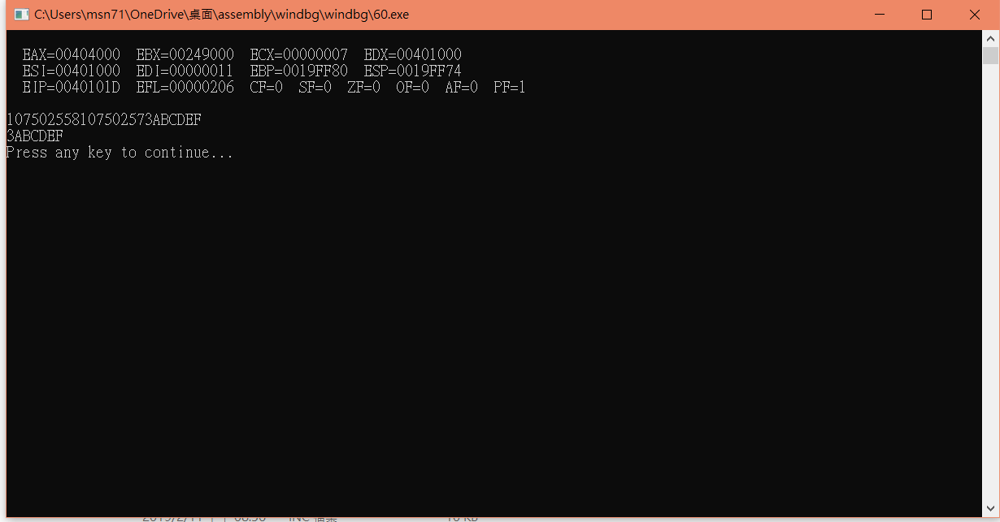 C:\Users\msn71\OneDrive\桌面\assembly\windbg\windbg\60.exe
EAX=00404000 EBX=00249000 ECX=00000007 EDX=00401000
ESI=00401000 EDI=00000011 EBP=0019FF80 ESP=0019FF74
EIP=0040101D EFL=00000206 CF=0 SF=0 ZF=0 OF=0 AF=0 PF=1
107502558107502573ABCDEF
3ABCDEF
Press any key to continue...